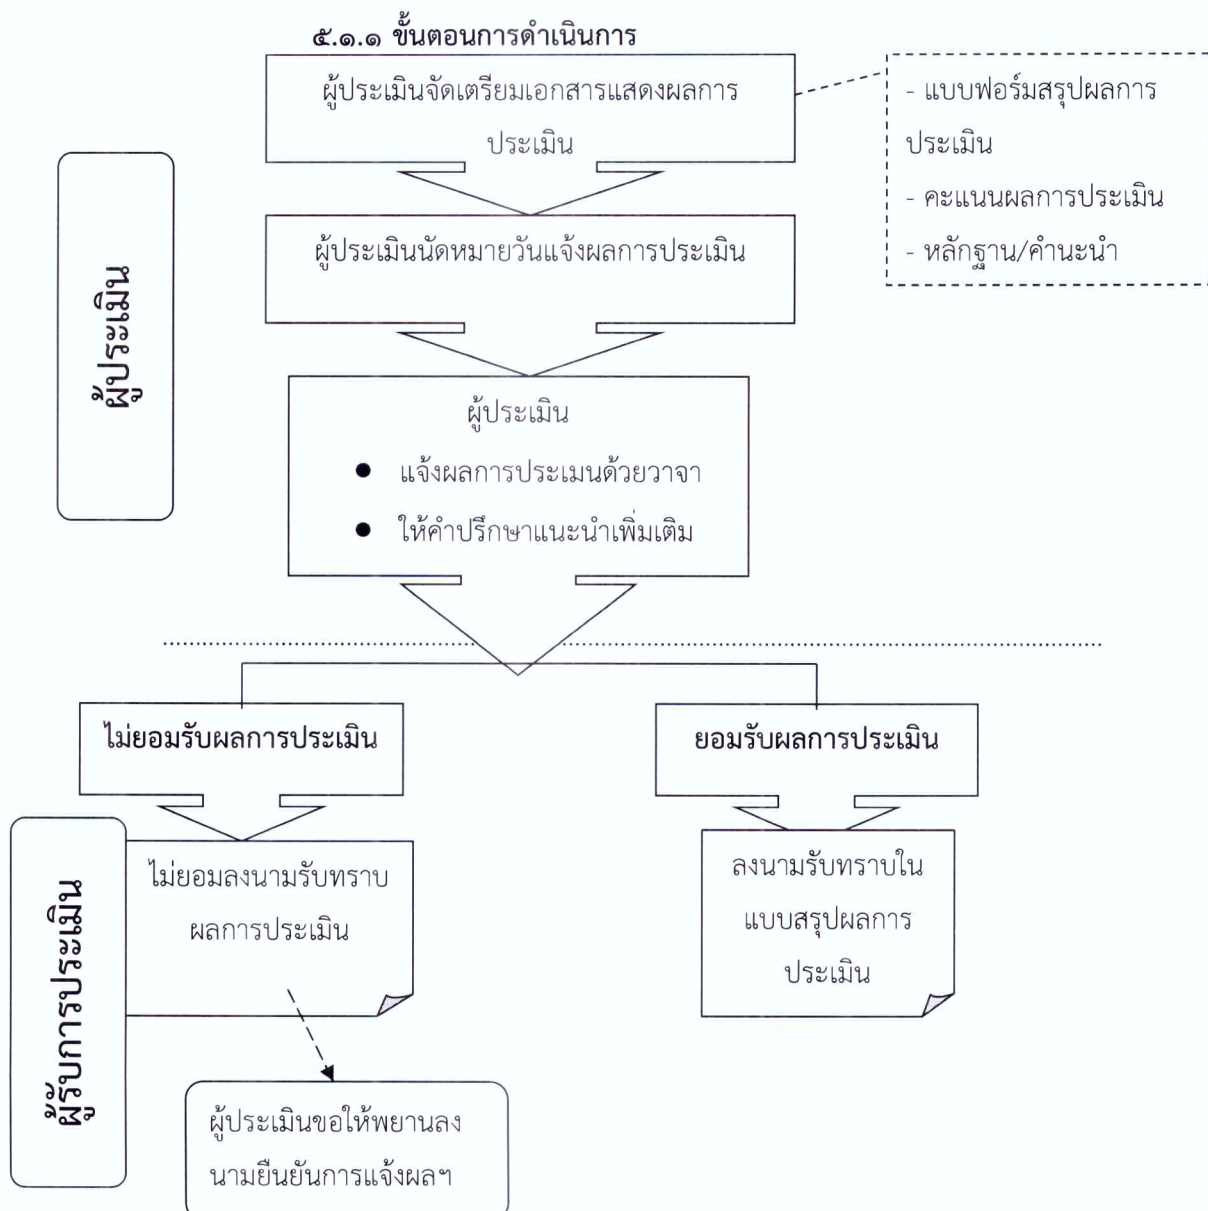 ๕.๑.๑ ขั้นตอนการดำเนินการ
ผู้ประเมินจัดเตรียมเอกสารแสดงผลการ
ประเมิน
- แบบฟอร์มสรุปผลการ
ประเมิน
- คะแนนผลการประเมิน
- หลักฐาน/คำนะนำ
ผู้ประเมิน
ผู้ประเมินนัดหมายวันแจ้งผลการประเมิน
ผู้ประเมิน
● แจ้งผลการประเมนด้วยวาจา
● ให้คำปรึกษาแนะนำเพิ่มเติม
ไม่ยอมรับผลการประเมิน
ยอมรับผลการประเมิน
ผู้รับการประเมิน
ไม่ยอมลงนามรับทราบ
ผลการประเมิน
ลงนามรับทราบใน
แบบสรุปผลการ
ประเมิน
ผู้ประเมินขอให้พยานลง
นามยืนยันการแจ้งผลฯ